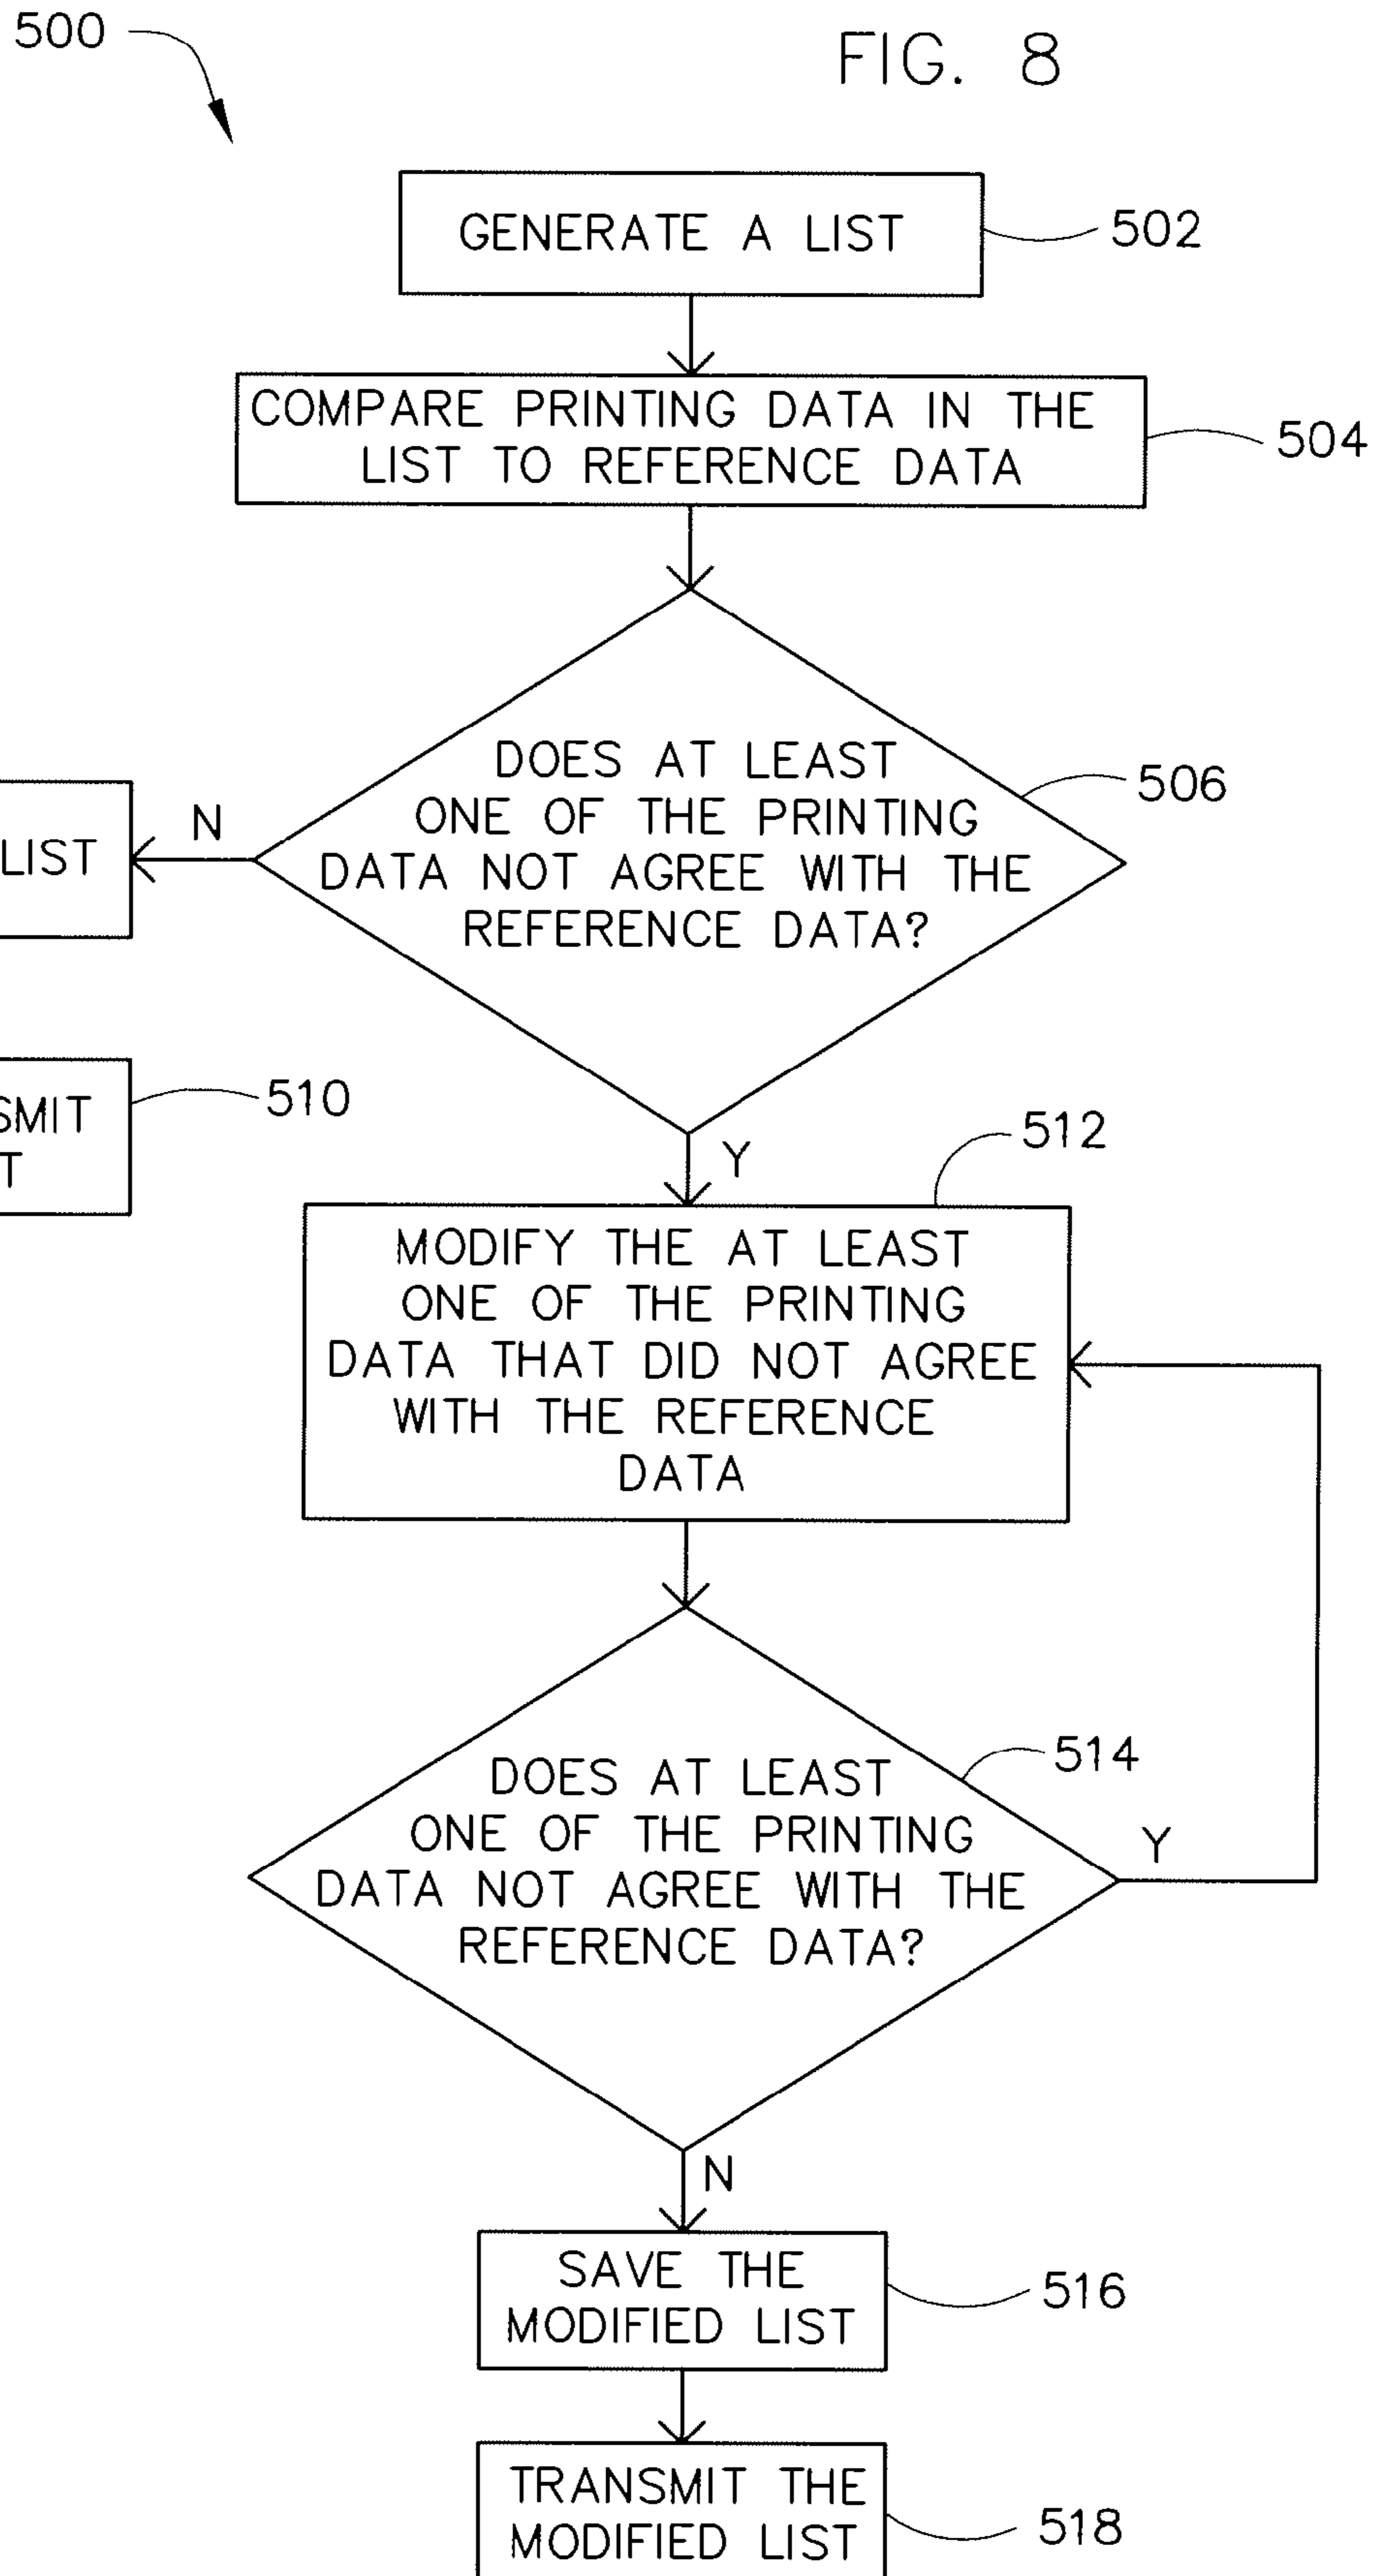 500
FIG. 8
GENERATE A LIST
502
COMPARE PRINTING DATA IN THE
LIST TO REFERENCE DATA
504
DOES AT LEAST
ONE OF THE PRINTING
DATA NOT AGREE WITH THE
REFERENCE DATA?
506
N
LIST
510
Y
512
MODIFY THE AT LEAST
ONE OF THE PRINTING
DATA THAT DID NOT AGREE
WITH THE REFERENCE
DATA
DOES AT LEAST
ONE OF THE PRINTING
DATA NOT AGREE WITH THE
REFERENCE DATA?
514
Y
N
SAVE THE
MODIFIED LIST
516
TRANSMIT THE
MODIFIED LIST
518